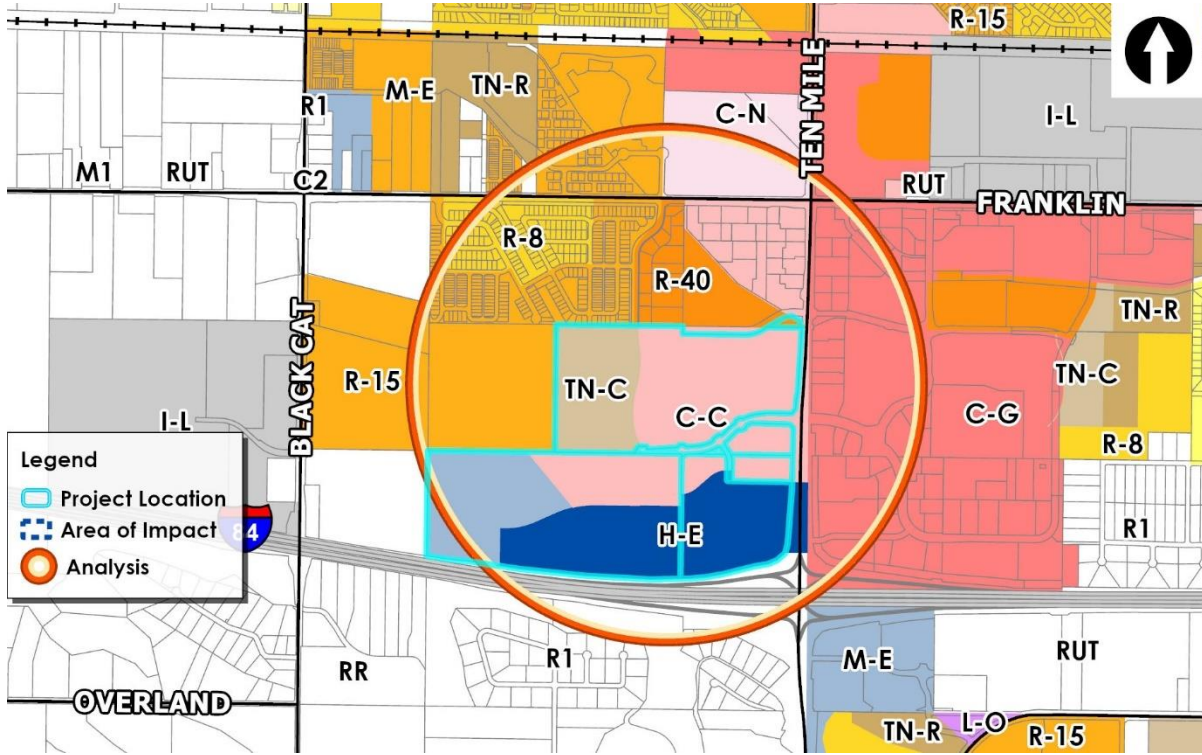 R-15
TEN MILE
M-E
TN-R
C-N
I-L
R1
M1
RUT
C2
RUT
FRANKLIN
R-8
R-40
TN-R
BLACK CAT
R-15
TN-C
TN-C
C-C
C-G
I-L
R-8
Legend
Project Location
Area of Impact
Analysis
84
H-E
R1
RR
R1
M-E
RUT
OVERLAND
TN-R
L-O
R-15